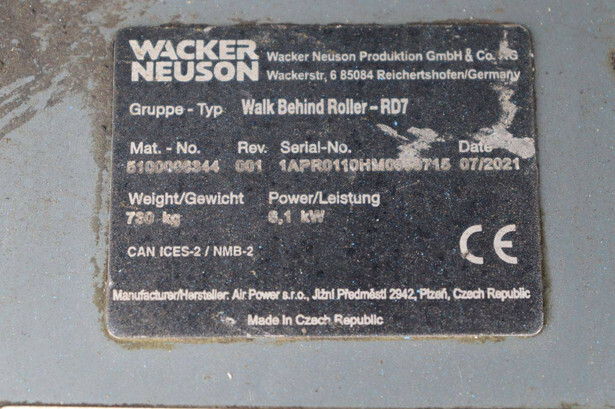 WACKER NEUSON
Wacker Neuson Produktion GmbH & Co. KG
Wackerstr, 6 85084 Reichertshofen/Germany
Gruppe - Typ Walk Behind Roller - RD7
Mat. - No. Rev. Serial-No. Date
001 07/2021
Weight/Gewicht Power/Leistung
kg 6,1 kW
CAN ICES-2 / NMB-2
CE
Manufacturer/Hersteller: Air Power s.r.o., Jižní Předměstí 2942, Plzeň, Czech Republic
Made In Czech Republic